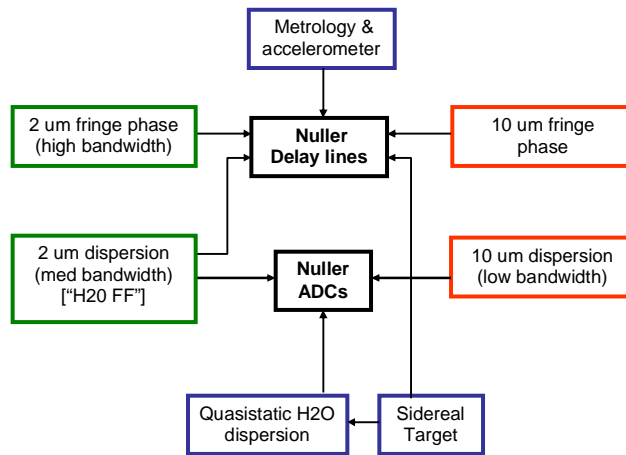 Metrology &
accelerometer
2 um fringe phase
(high bandwidth)
Nuller
Delay lines
10 um fringe
phase
2 um dispersion
(med bandwidth)
["H20 FF"]
Nuller
ADCs
10 um dispersion
(low bandwidth)
Quasistatic H2O
dispersion
Sidereal
Target